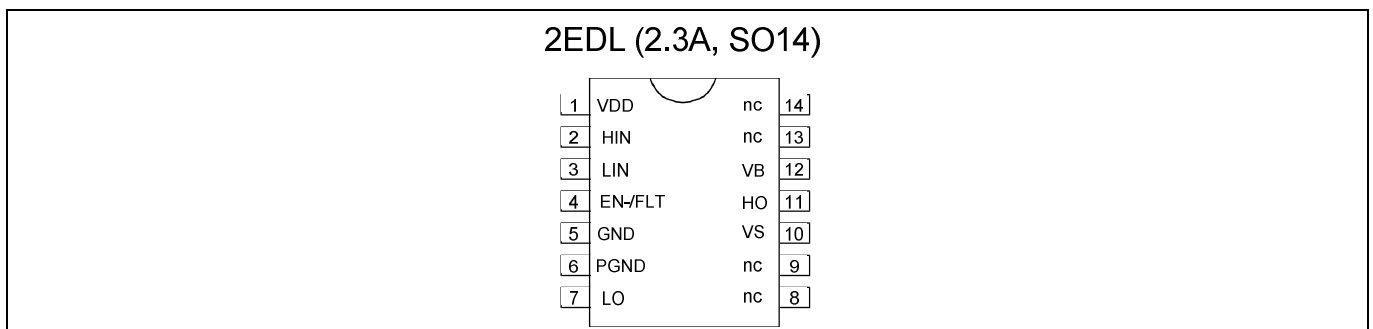 2EDL (2.3A, SO14)
1 VDD nc 14
2 HIN nc 13
3 LIN VB 12
4 EN-/FLT HO 11
5 GND VS 10
6 PGND nc 9
7 LO nc 8